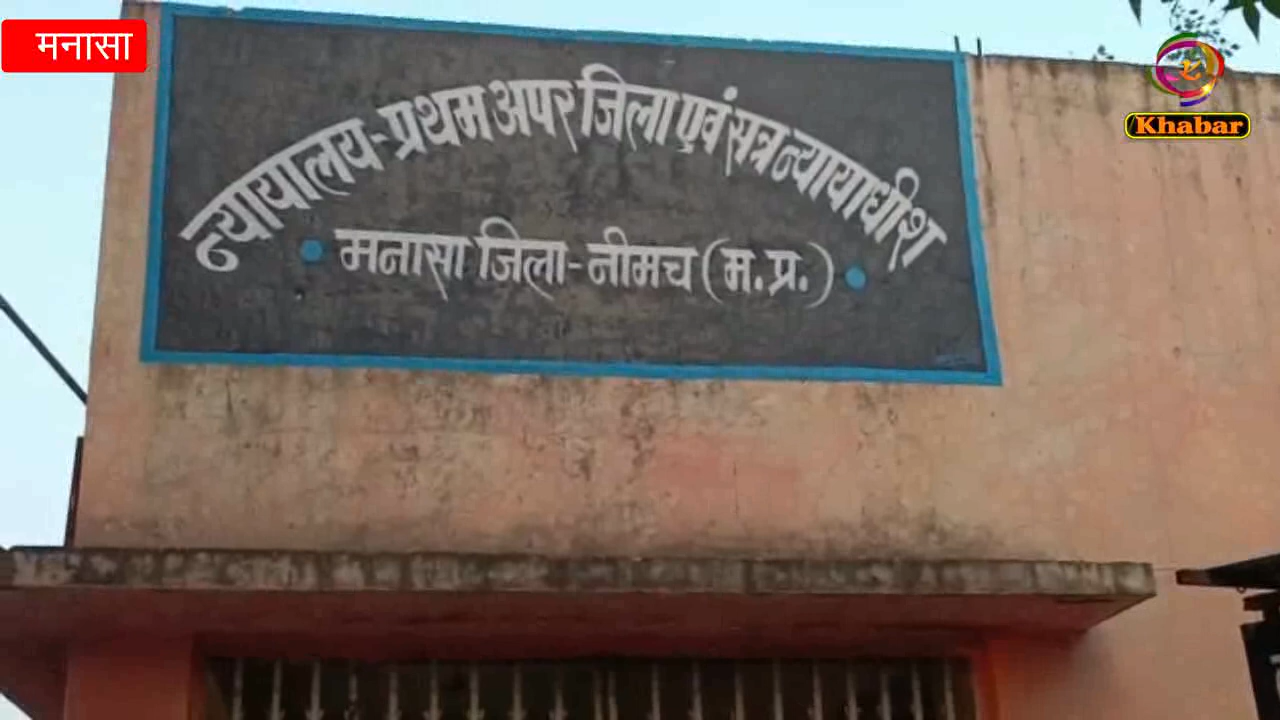 मनासा
Khabar
न्यायालय-प्रथम अपर जिला एवं सत्र न्यायाधीश
मनासा जिला-नीमच (म.प्र.)